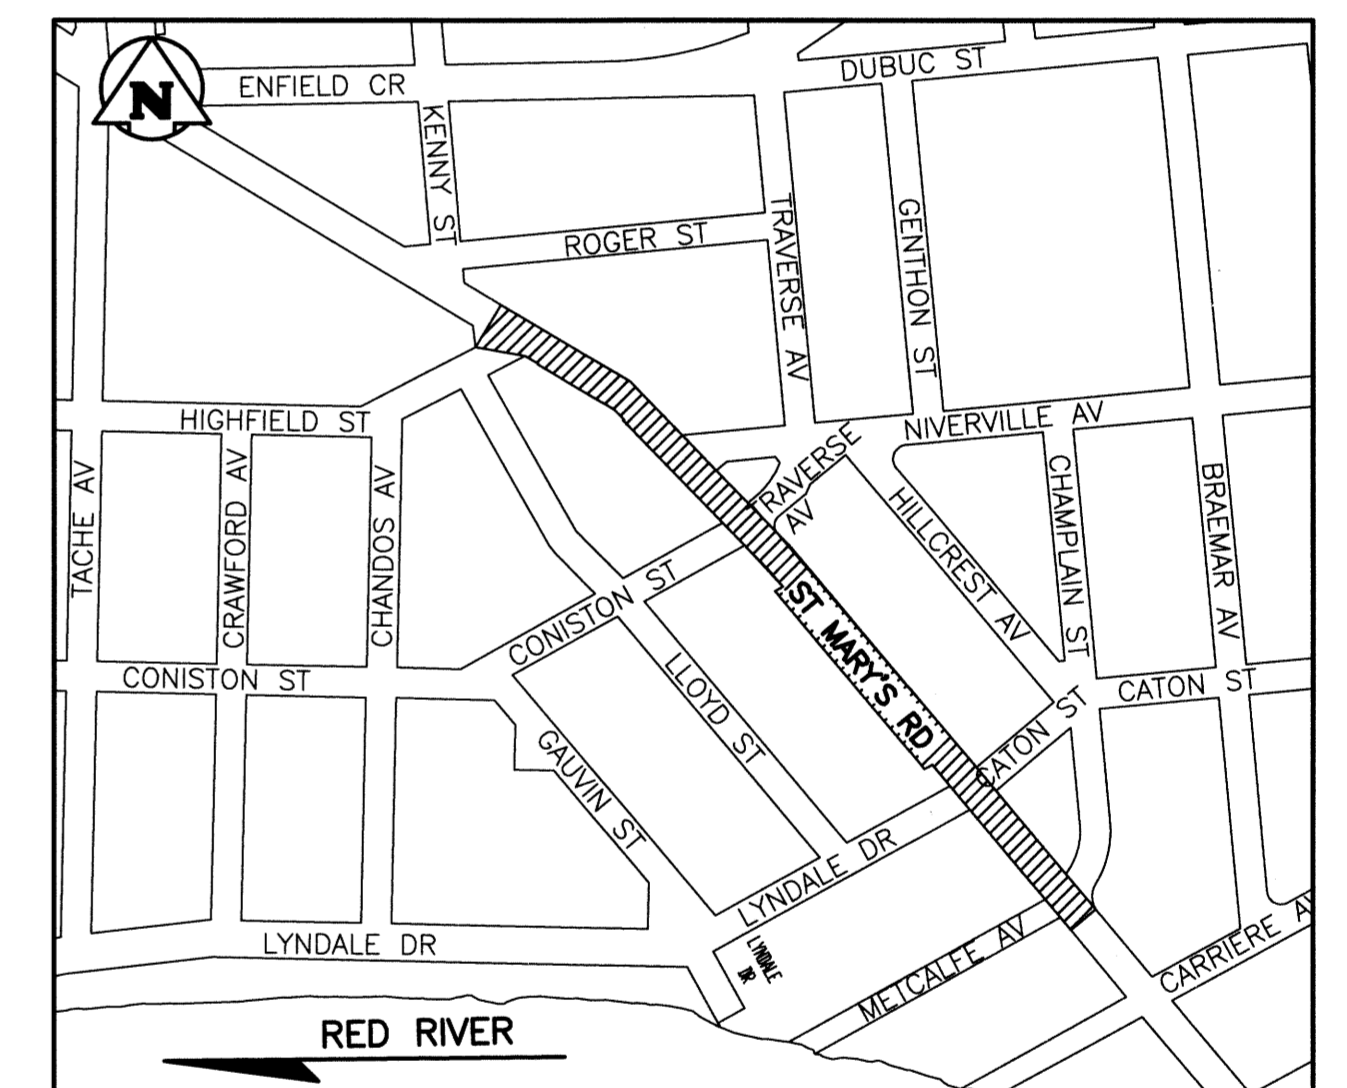 DUBUC ST
ENFIELD CR
N
KENNY ST
ROGER ST
TRAVERSE AV
GENTHON ST
HIGHFIELD ST
NIVERVILLE AV
TRAVERSE
AV
TACHE AV
CRAWFORD AV
CHANDOS AV
HILLCREST AV
CHAMPLAIN ST
BRAEMAR AV
CONISTON ST
ST MARY'S RD
CONISTON ST
LLOYD ST
CATON ST
CATON ST
GAUVIN ST
LYNDALE DR
LYNDALE DR
LYNDALE
DR
METCALFE AV
CARRIERE AV
RED RIVER